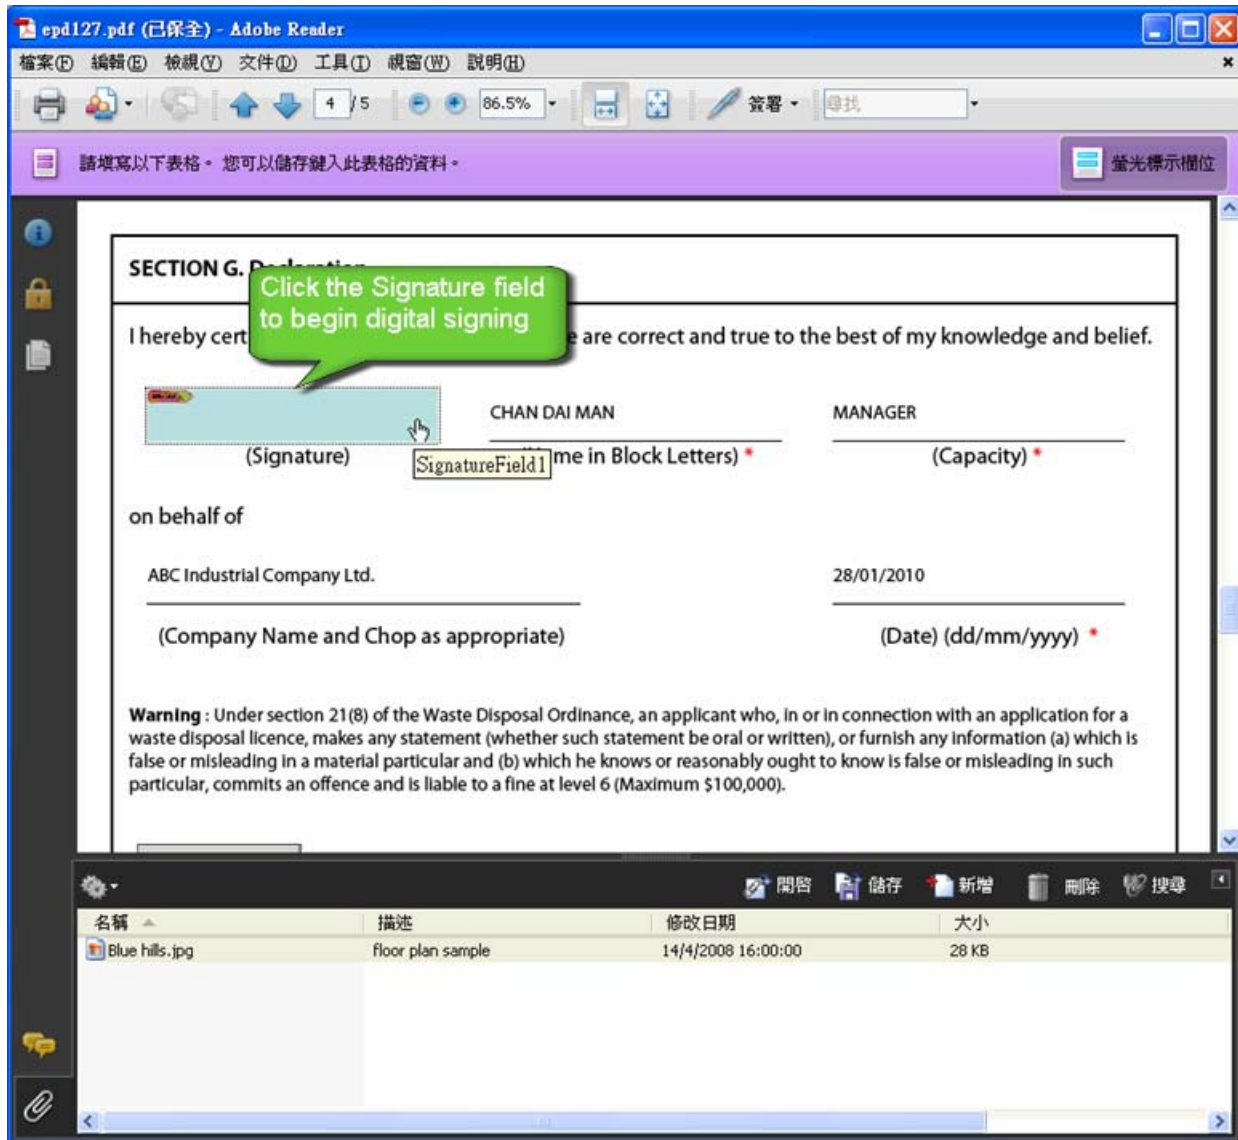 epd127.pdf (已保全) - Adobe Reader
檔案(F) 編輯(E) 檢視(V) 文件(D) 工具(T) 視窗(W) 說明(H)
4 / 5 86.5% 簽署 尋找
請填寫以下表格。 您可以儲存鍵入此表格的資料。 螢光標示欄位
SECTION G.
Click the Signature field
to begin digital signing
I hereby cert e are correct and true to the best of my knowledge and belief.
CHAN DAI MAN MANAGER
(Signature) me in Block Letters) * (Capacity) *
SignatureField1
on behalf of
ABC Industrial Company Ltd. 28/01/2010
(Company Name and Chop as appropriate) (Date) (dd/mm/yyyy) *
Warning : Under section 21(8) of the Waste Disposal Ordinance, an applicant who, in or in connection with an application for a
waste disposal licence, makes any statement (whether such statement be oral or written), or furnish any information (a) which is
false or misleading in a material particular and (b) which he knows or reasonably ought to know is false or misleading in such
particular, commits an offence and is liable to a fine at level 6 (Maximum $100,000).
開啓 儲存 新增 刪除 搜尋
名稱 描述 修改日期 大小
Blue hills.jpg floor plan sample 14/4/2008 16:00:00 28 KB